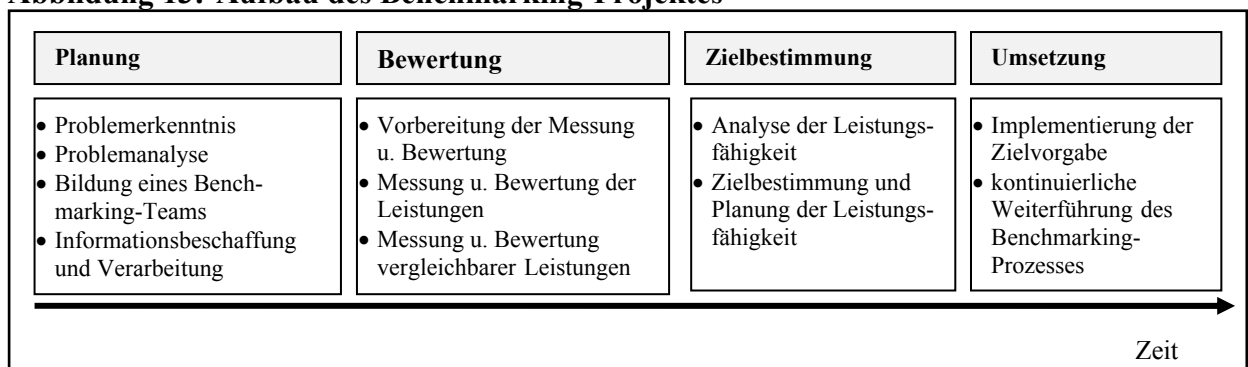 Abbildung 13: Aufbau des Benchmarking-Projektes
Planung
Bewertung
Zielbestimmung
Umsetzung
• Problemerkenntnis
• Problemanalyse
• Bildung eines Bench-
marking-Teams
• Informationsbeschaffung
und Verarbeitung
• Vorbereitung der Messung
u. Bewertung
• Messung u. Bewertung der
Leistungen
• Messung u. Bewertung
vergleichbarer Leistungen
• Analyse der Leistungs-
fähigkeit
• Zielbestimmung und
Planung der Leistungs-
fähigkeit
• Implementierung der
Zielvorgabe
• kontinuierliche
Weiterführung des
Benchmarking-
Prozesses
Zeit